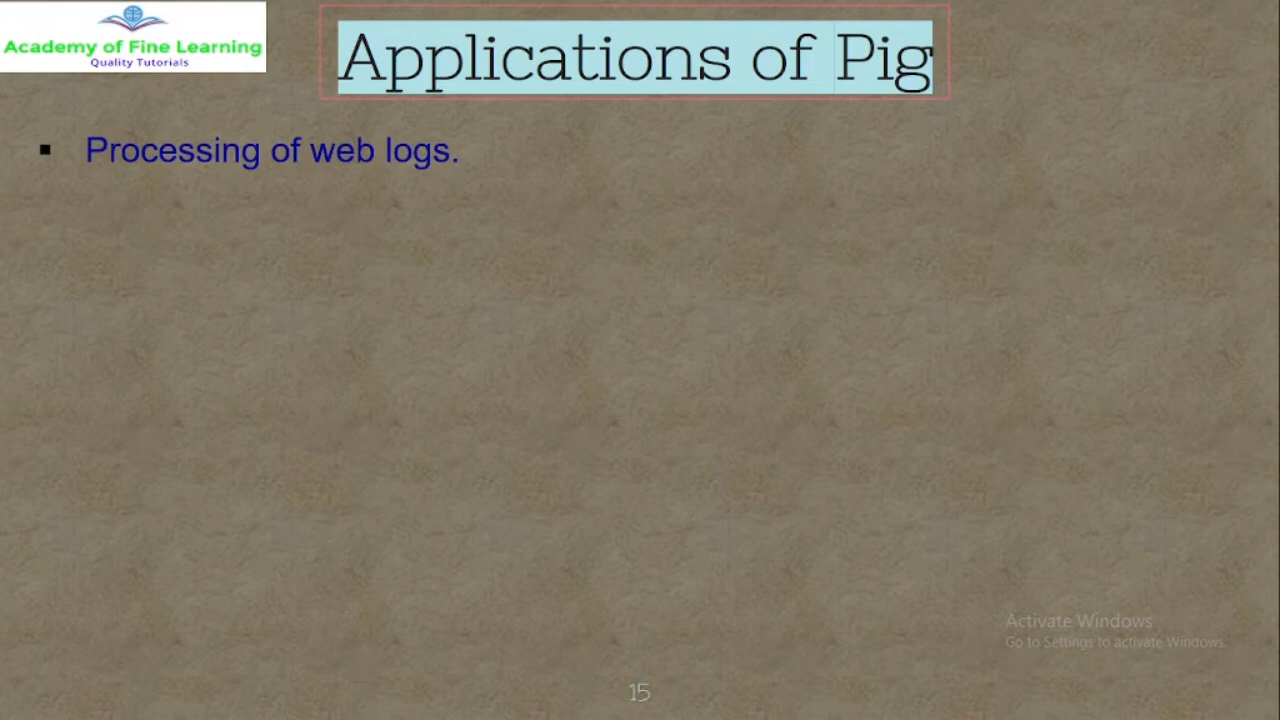 Academy of Fine Learning
Quality Tutorials
Applications of Pig
▪ Processing of web logs.
Activate Windows
Go to Settings to activate Windows.
15